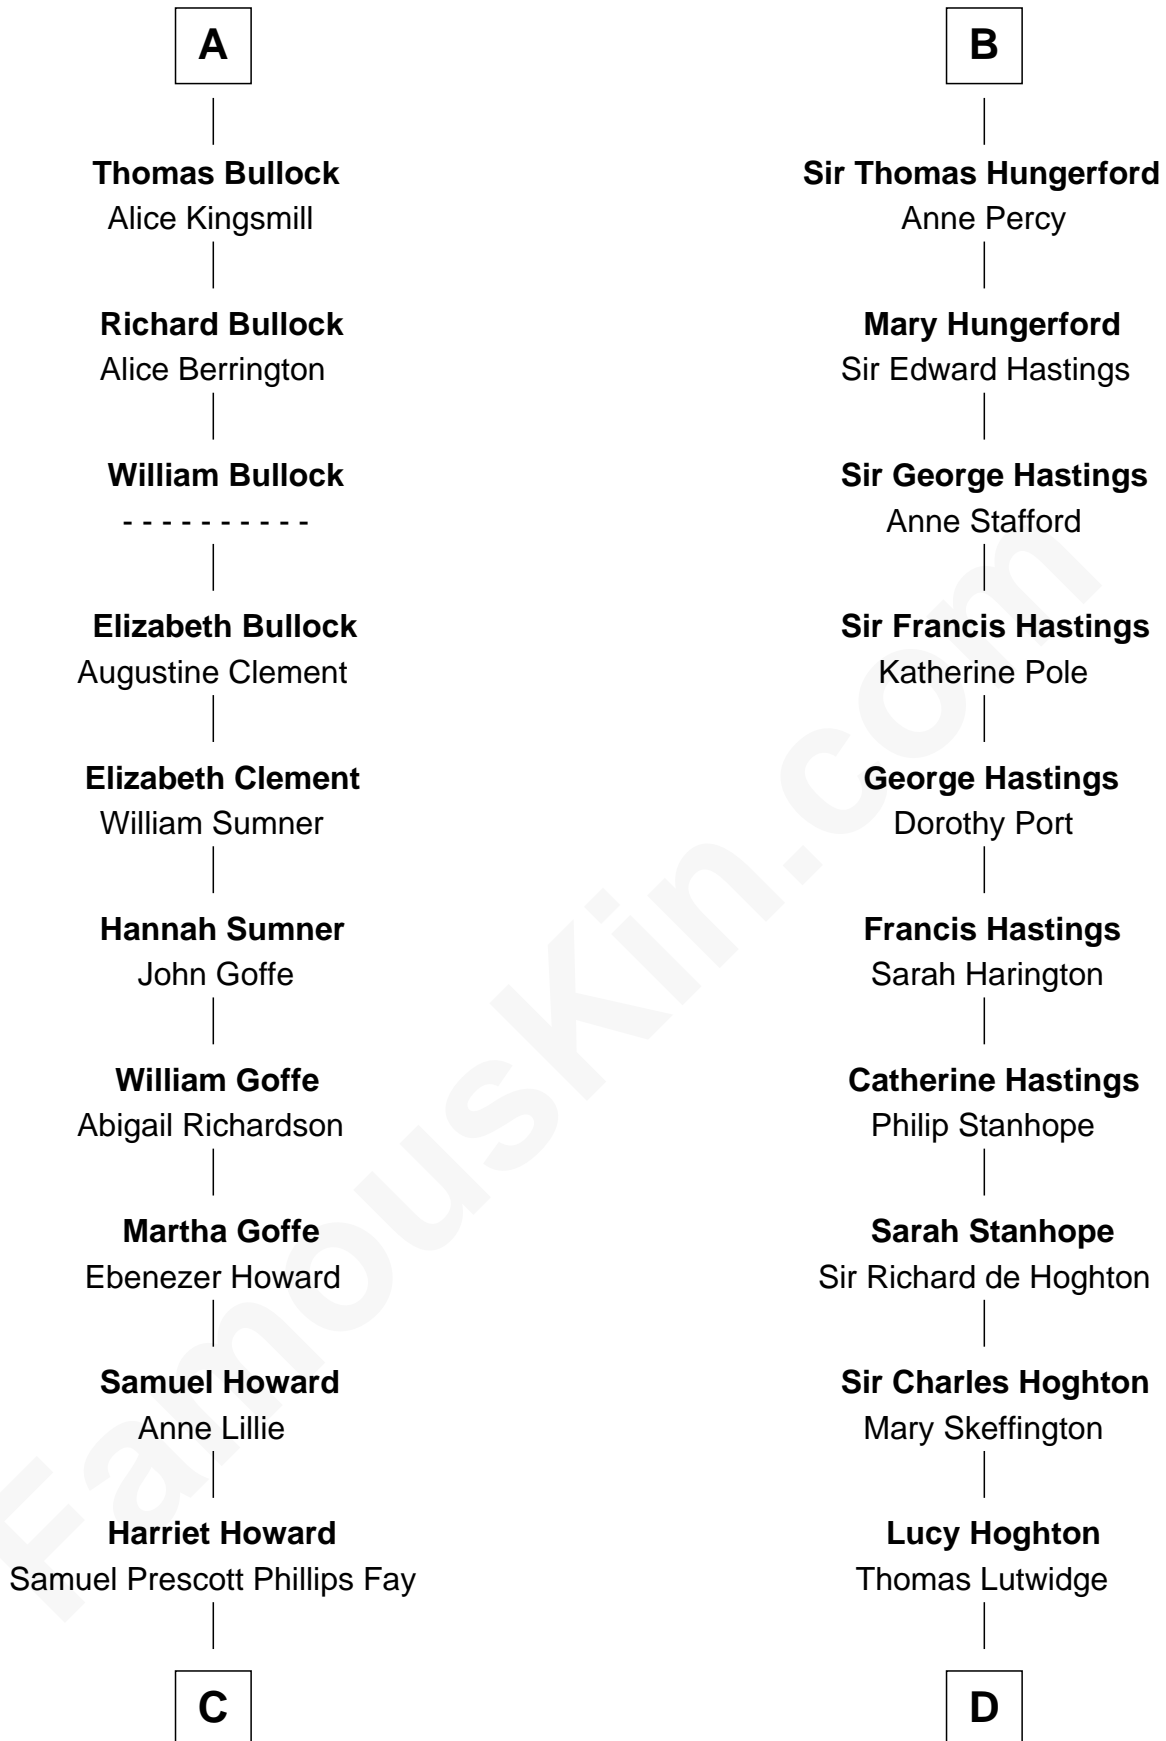 A
Thomas Bullock
Alice Kingsmill
Richard Bullock
Alice Berrington
William Bullock
- - - - - - - - - -
Elizabeth Bullock
Augustine Clement
Elizabeth Clement
William Sumner
Hannah Sumner
John Goffe
William Goffe
Abigail Richardson
Martha Goffe
Ebenezer Howard
Samuel Howard
Anne Lillie
Harriet Howard
Samuel Prescott Phillips Fay
C
B
Sir Thomas Hungerford
Anne Percy
Mary Hungerford
Sir Edward Hastings
Sir George Hastings
Anne Stafford
Sir Francis Hastings
Katherine Pole
George Hastings
Dorothy Port
Francis Hastings
Sarah Harington
Catherine Hastings
Philip Stanhope
Sarah Stanhope
Sir Richard de Hoghton
Sir Charles Hoghton
Mary Skeffington
Lucy Hoghton
Thomas Lutwidge
D
FamousKin.com